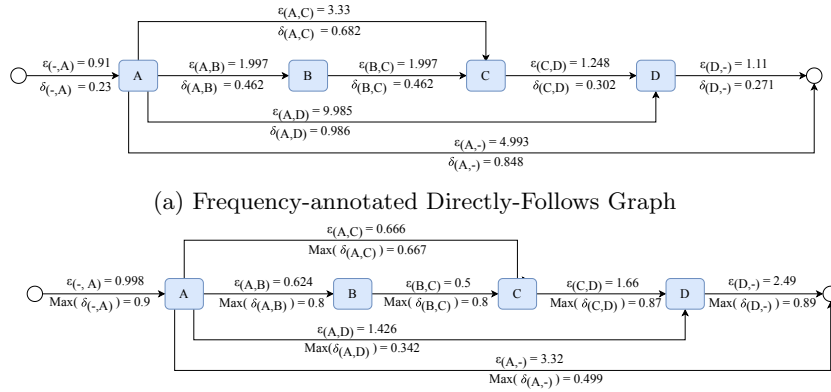 ε(A,C) = 3.33
δ(A,C) = 0.682
ε(-,A) = 0.91
δ(-,A) = 0.23
A
ε(A,B) = 1.997
δ(A,B) = 0.462
B
ε(B,C) = 1.997
δ(B,C) = 0.462
C
ε(C,D) = 1.248
δ(C,D) = 0.302
D
ε(D,-) = 1.11
δ(D,-) = 0.271
ε(A,D) = 9.985
δ(A,D) = 0.986
ε(A,-) = 4.993
δ(A,-) = 0.848
(a) Frequency-annotated Directly-Follows Graph
ε(A,C) = 0.666
Max( δ(A,C) ) = 0.667
ε(-, A) = 0.998
Max( δ(-,A) ) = 0.9
A
ε(A,B) = 0.624
Max( δ(A,B) ) = 0.8
B
ε(B,C) = 0.5
Max( δ(B,C) ) = 0.8
C
ε(C,D) = 1.66
Max( δ(C,D) ) = 0.87
D
ε(D,-) = 2.49
Max( δ(D,-) ) = 0.89
ε(A,D) = 1.426
Max(δ(A,D) ) = 0.342
ε(A,-) = 3.32
Max( δ(A,-) ) = 0.499